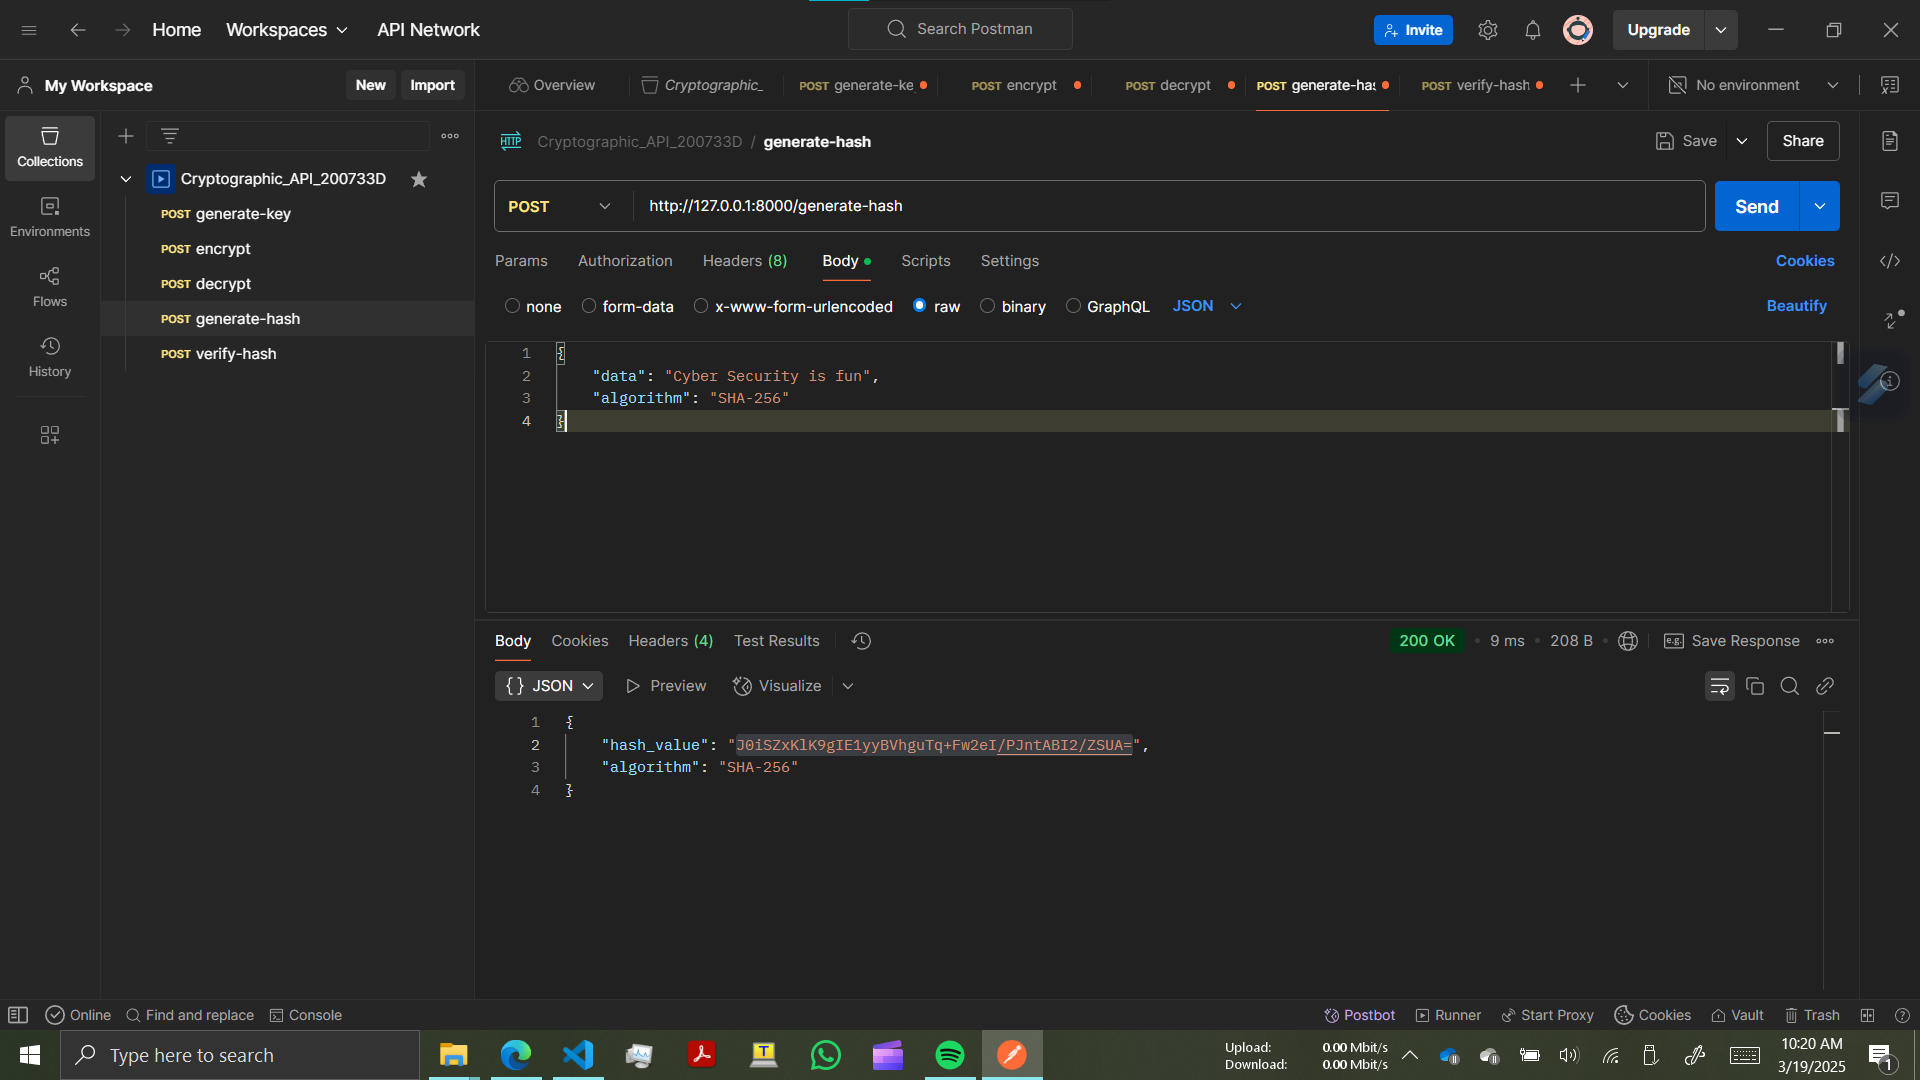 Home Workspaces API Network Search Postman Invite Upgrade
My Workspace New Import Overview Cryptographic_ POST generate-ke POST encrypt POST decrypt POST generate-has POST verify-hash No environment
Collections
Environments
Flows
History
Cryptographic_API_200733D
POST generate-key
POST encrypt
POST decrypt
POST generate-hash
POST verify-hash
HTTP Cryptographic_API_200733D / generate-hash Save Share
POST http://127.0.0.1:8000/generate-hash Send
Params Authorization Headers (8) Body Scripts Settings Cookies
none form-data x-www-form-urlencoded raw binary GraphQL JSON Beautify
1 {
2 "data": "Cyber Security is fun",
3 "algorithm": "SHA-256"
4 }
Body Cookies Headers (4) Test Results 200 OK 9 ms 208 B e.g. Save Response
{} JSON Preview Visualize
1 {
2 "hash_value": "J0iSZxKlK9gIE1yyBVhguTq+Fw2eI/PJntABI2/ZSUA=",
3 "algorithm": "SHA-256"
4 }
Online Find and replace Console Postbot Runner Start Proxy Cookies Vault Trash
Type here to search
Upload: 0.00 Mbit/s
Download: 0.00 Mbit/s
10:20 AM
3/19/2025
1